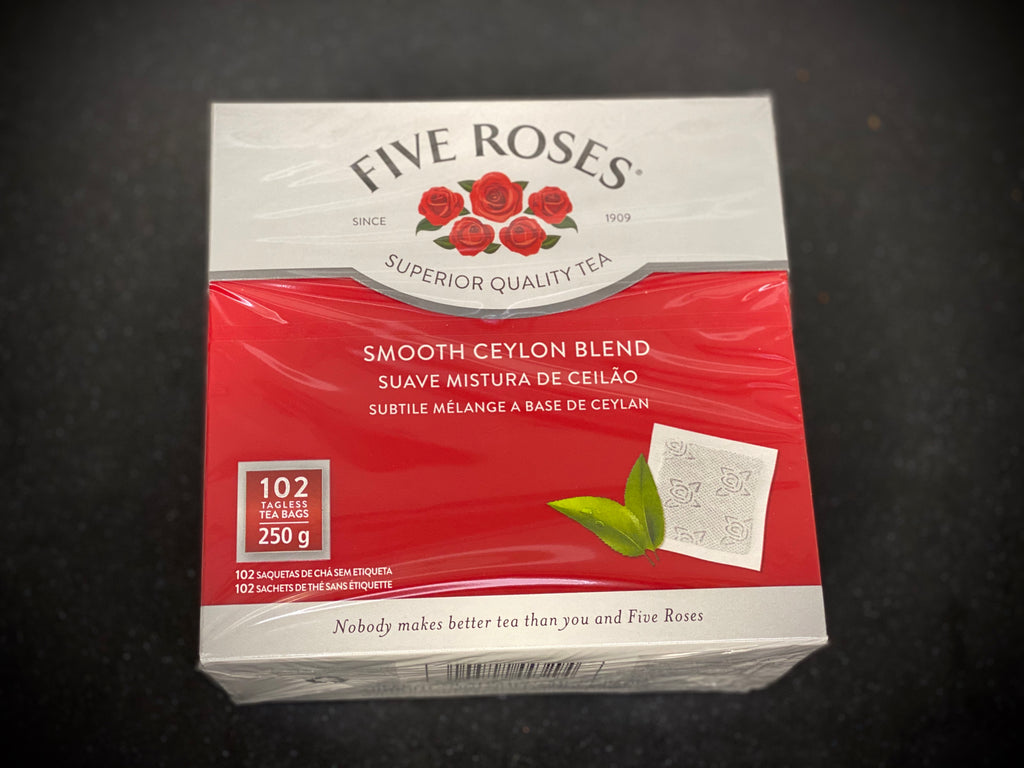 FIVE ROSES®
SINCE 1909
SUPERIOR QUALITY TEA
SMOOTH CEYLON BLEND
SUAVE MISTURA DE CEILÃO
SUBTILE MÉLANGE A BASE DE CEYLAN
102
TAGLESS
TEA BAGS
250 g
102 SAQUETAS DE CHÁ SEM ETIQUETA
102 SACHETS DE THÉ SANS ÉTIQUETTE
Nobody makes better tea than you and Five Roses